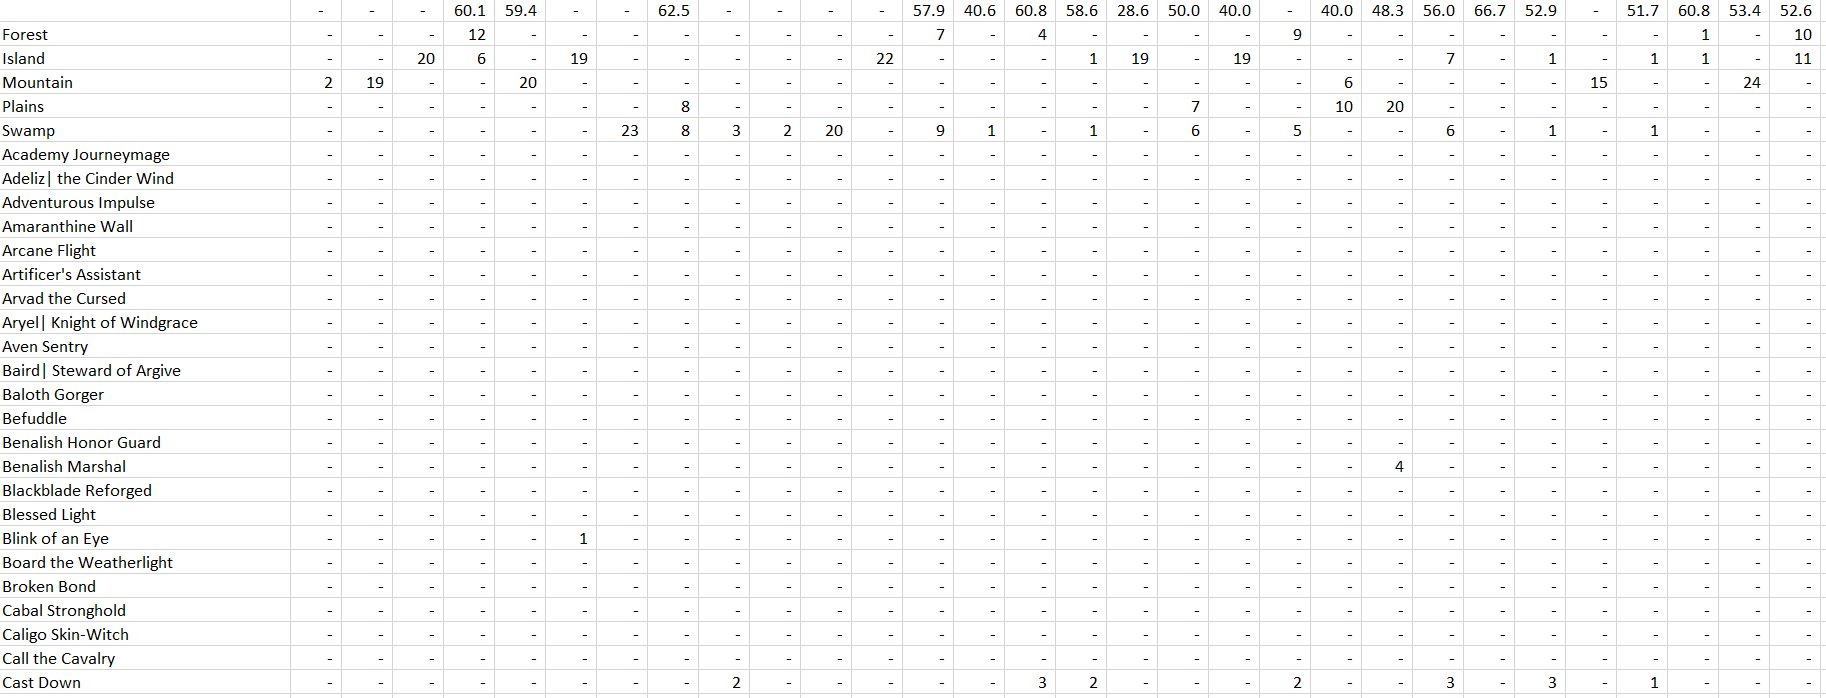 - - - 60.1 59.4 - - 62.5 - - - - 57.9 40.6 60.8 58.6 28.6 50.0 40.0 - 40.0 48.3 56.0 66.7 52.9 - 51.7 60.8 53.4 52.6
Forest - - - 12 - - - - - - - - 7 - 4 - - - - 9 - - - - - - - 1 - 10
Island - - 20 6 - 19 - - - - - 22 - - - 1 19 - 19 - - - 7 - 1 - 1 1 - 11
Mountain 2 19 - - 20 - - - - - - - - - - - - - - - 6 - - - - 15 - - 24 -
Plains - - - - - - - 8 - - - - - - - - - 7 - - 10 20 - - - - - - - -
Swamp - - - - - - 23 8 3 2 20 - 9 1 - 1 - 6 - 5 - - 6 - 1 - 1 - - -
Academy Journeymage - - - - - - - - - - - - - - - - - - - - - - - - - - - - - -
Adeliz| the Cinder Wind - - - - - - - - - - - - - - - - - - - - - - - - - - - - - -
Adventurous Impulse - - - - - - - - - - - - - - - - - - - - - - - - - - - - - -
Amaranthine Wall - - - - - - - - - - - - - - - - - - - - - - - - - - - - - -
Arcane Flight - - - - - - - - - - - - - - - - - - - - - - - - - - - - - -
Artificer's Assistant - - - - - - - - - - - - - - - - - - - - - - - - - - - - - -
Arvad the Cursed - - - - - - - - - - - - - - - - - - - - - - - - - - - - - -
Aryel| Knight of Windgrace - - - - - - - - - - - - - - - - - - - - - - - - - - - - - -
Aven Sentry - - - - - - - - - - - - - - - - - - - - - - - - - - - - - -
Baird| Steward of Argive - - - - - - - - - - - - - - - - - - - - - - - - - - - - - -
Baloth Gorger - - - - - - - - - - - - - - - - - - - - - - - - - - - - - -
Befuddle - - - - - - - - - - - - - - - - - - - - - - - - - - - - - -
Benalish Honor Guard - - - - - - - - - - - - - - - - - - - - - - - - - - - - - -
Benalish Marshal - - - - - - - - - - - - - - - - - - - - - 4 - - - - - - - -
Blackblade Reforged - - - - - - - - - - - - - - - - - - - - - - - - - - - - - -
Blessed Light - - - - - - - - - - - - - - - - - - - - - - - - - - - - - -
Blink of an Eye - - - - - 1 - - - - - - - - - - - - - - - - - - - - - - - -
Board the Weatherlight - - - - - - - - - - - - - - - - - - - - - - - - - - - - - -
Broken Bond - - - - - - - - - - - - - - - - - - - - - - - - - - - - - -
Cabal Stronghold - - - - - - - - - - - - - - - - - - - - - - - - - - - - - -
Caligo Skin-Witch - - - - - - - - - - - - - - - - - - - - - - - - - - - - - -
Call the Cavalry - - - - - - - - - - - - - - - - - - - - - - - - - - - - - -
Cast Down - - - - - - - - 2 - - - - - 3 2 - - - 2 - - 3 - 3 - 1 - - -